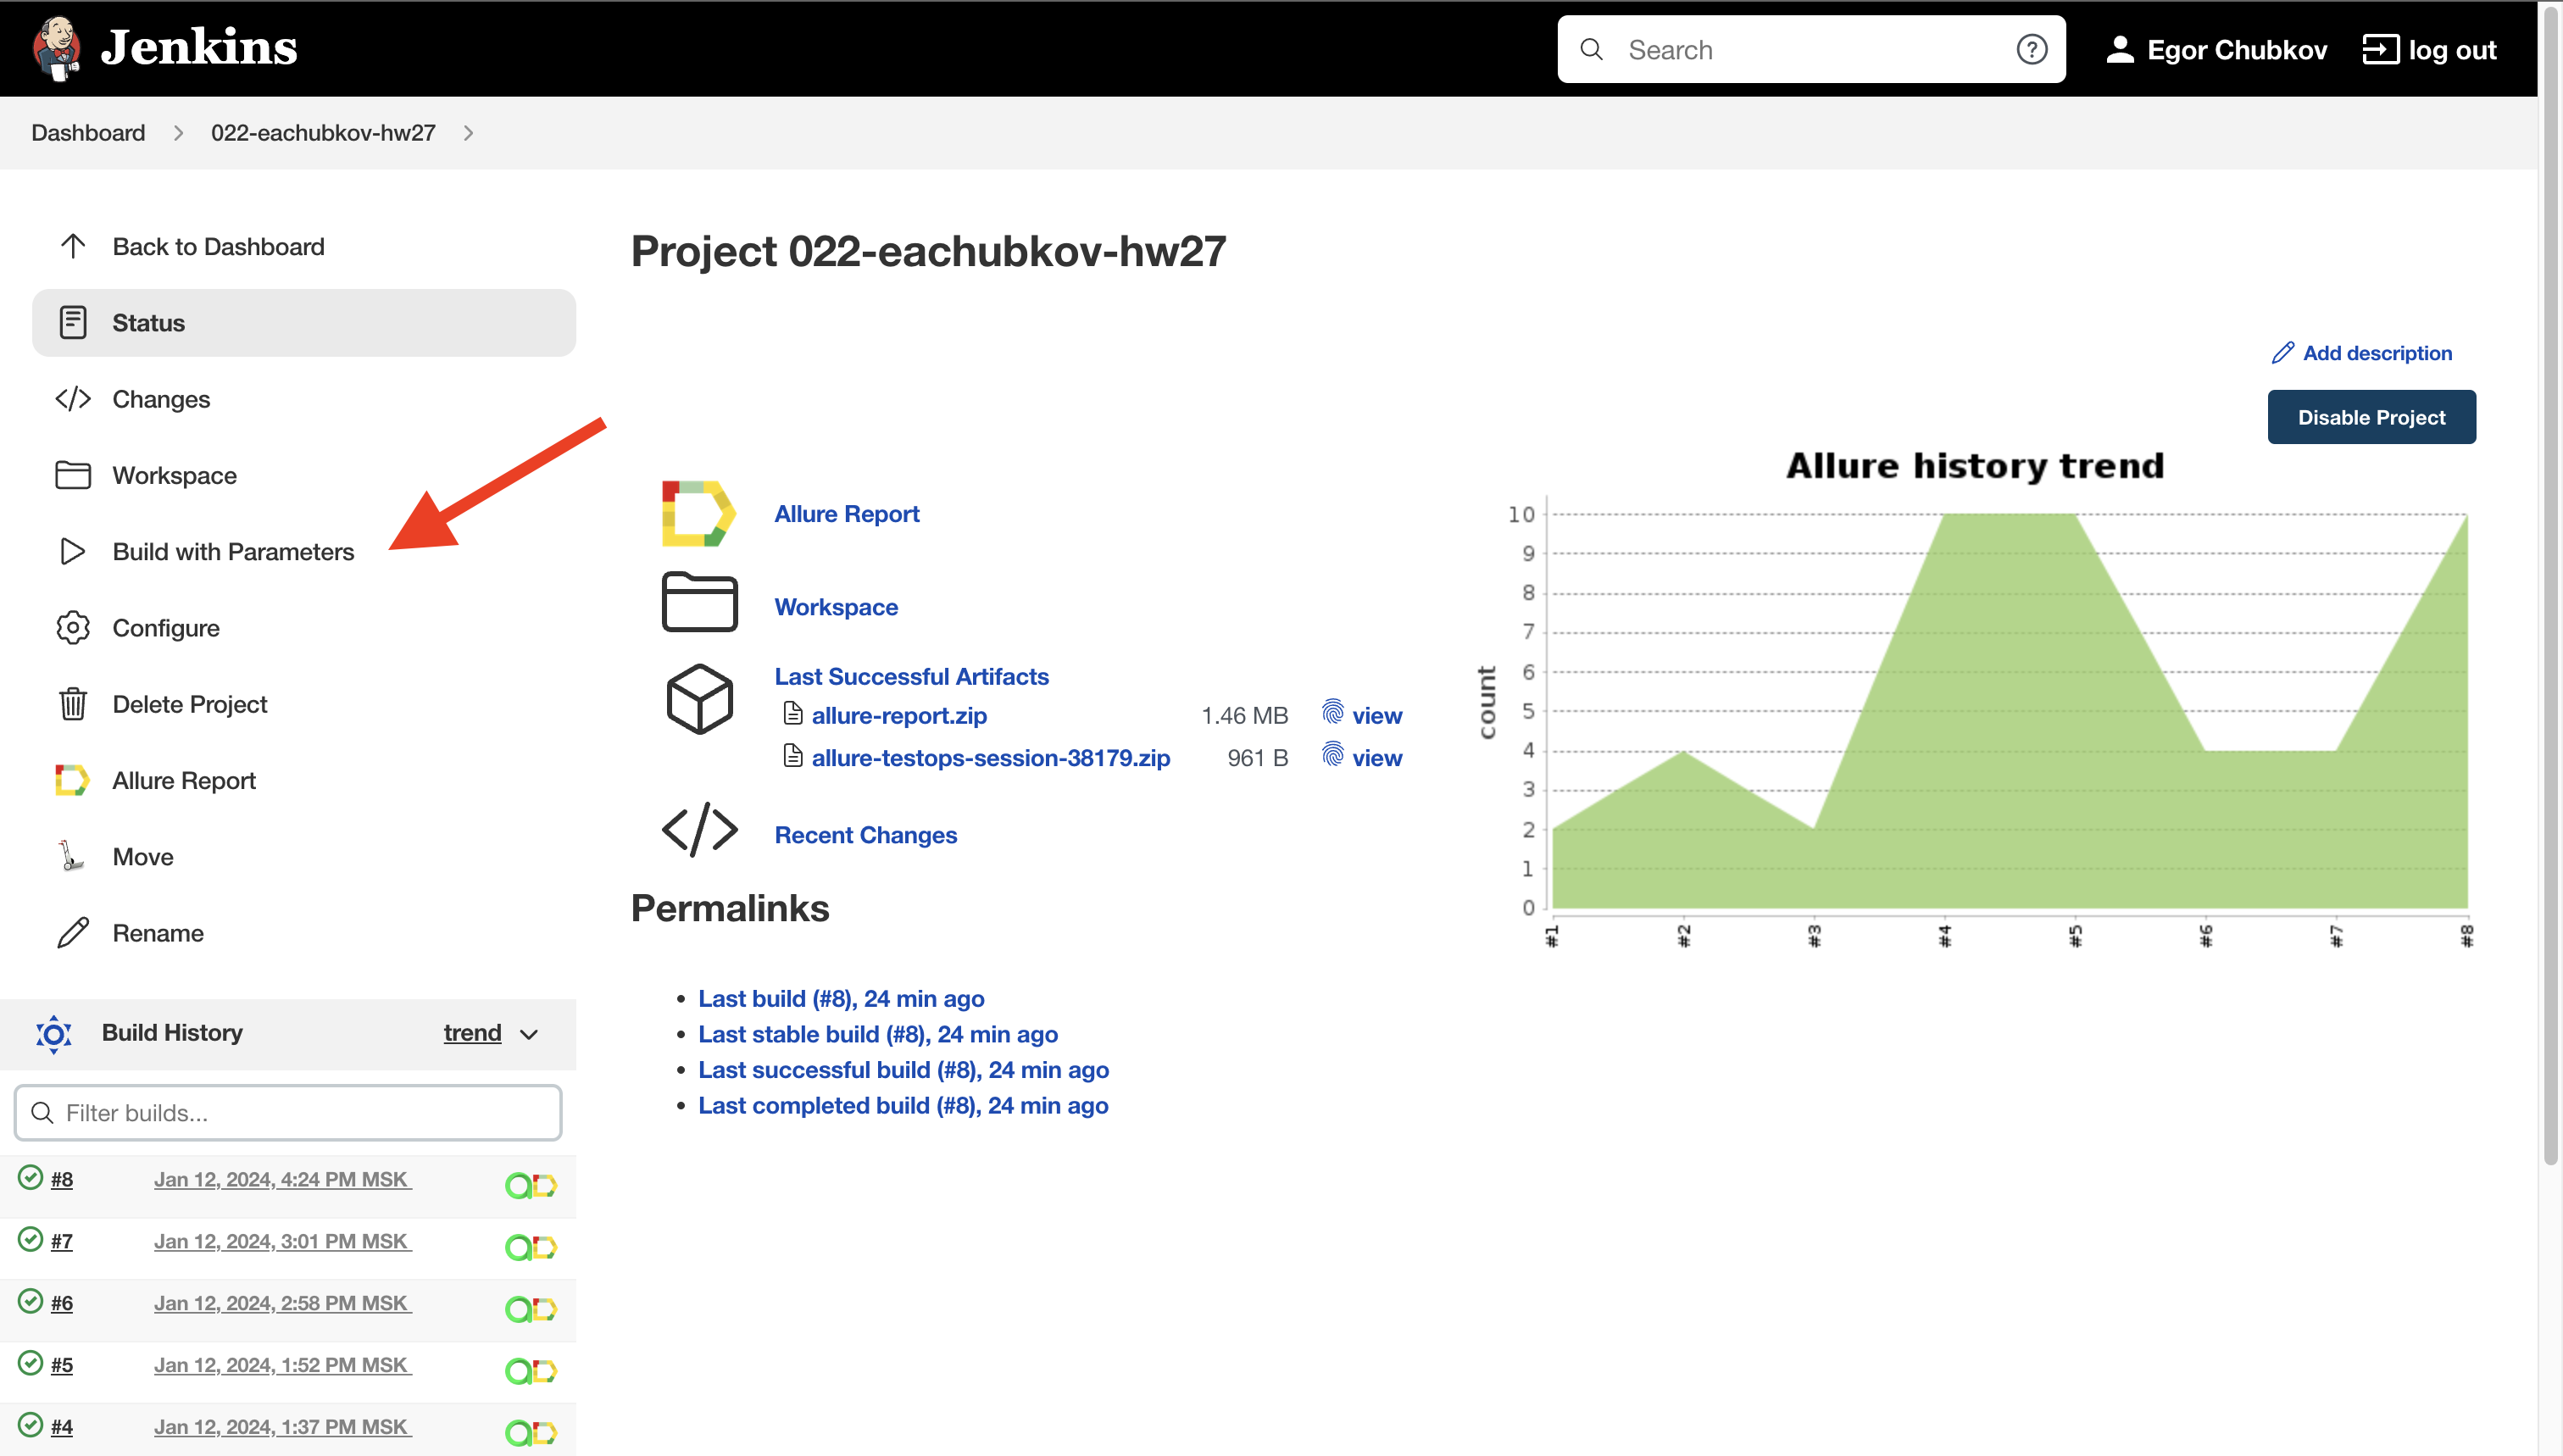 Jenkins
Search
Egor Chubkov
log out
Dashboard
022-eachubkov-hw27
Back to Dashboard
Status
Changes
Workspace
Build with Parameters
Configure
Delete Project
Allure Report
Move
Rename
Build History
trend
Filter builds...
#8 Jan 12, 2024, 4:24 PM MSK
#7 Jan 12, 2024, 3:01 PM MSK
#6 Jan 12, 2024, 2:58 PM MSK
#5 Jan 12, 2024, 1:52 PM MSK
#4 Jan 12, 2024, 1:37 PM MSK
Project 022-eachubkov-hw27
Add description
Disable Project
Allure Report
Workspace
Last Successful Artifacts
allure-report.zip 1.46 MB view
allure-testops-session-38179.zip 961 B view
Recent Changes
Permalinks
Last build (#8), 24 min ago
Last stable build (#8), 24 min ago
Last successful build (#8), 24 min ago
Last completed build (#8), 24 min ago
Allure history trend
count
10
9
8
7
6
5
4
3
2
1
0
#1 #2 #3 #4 #5 #6 #7 #8